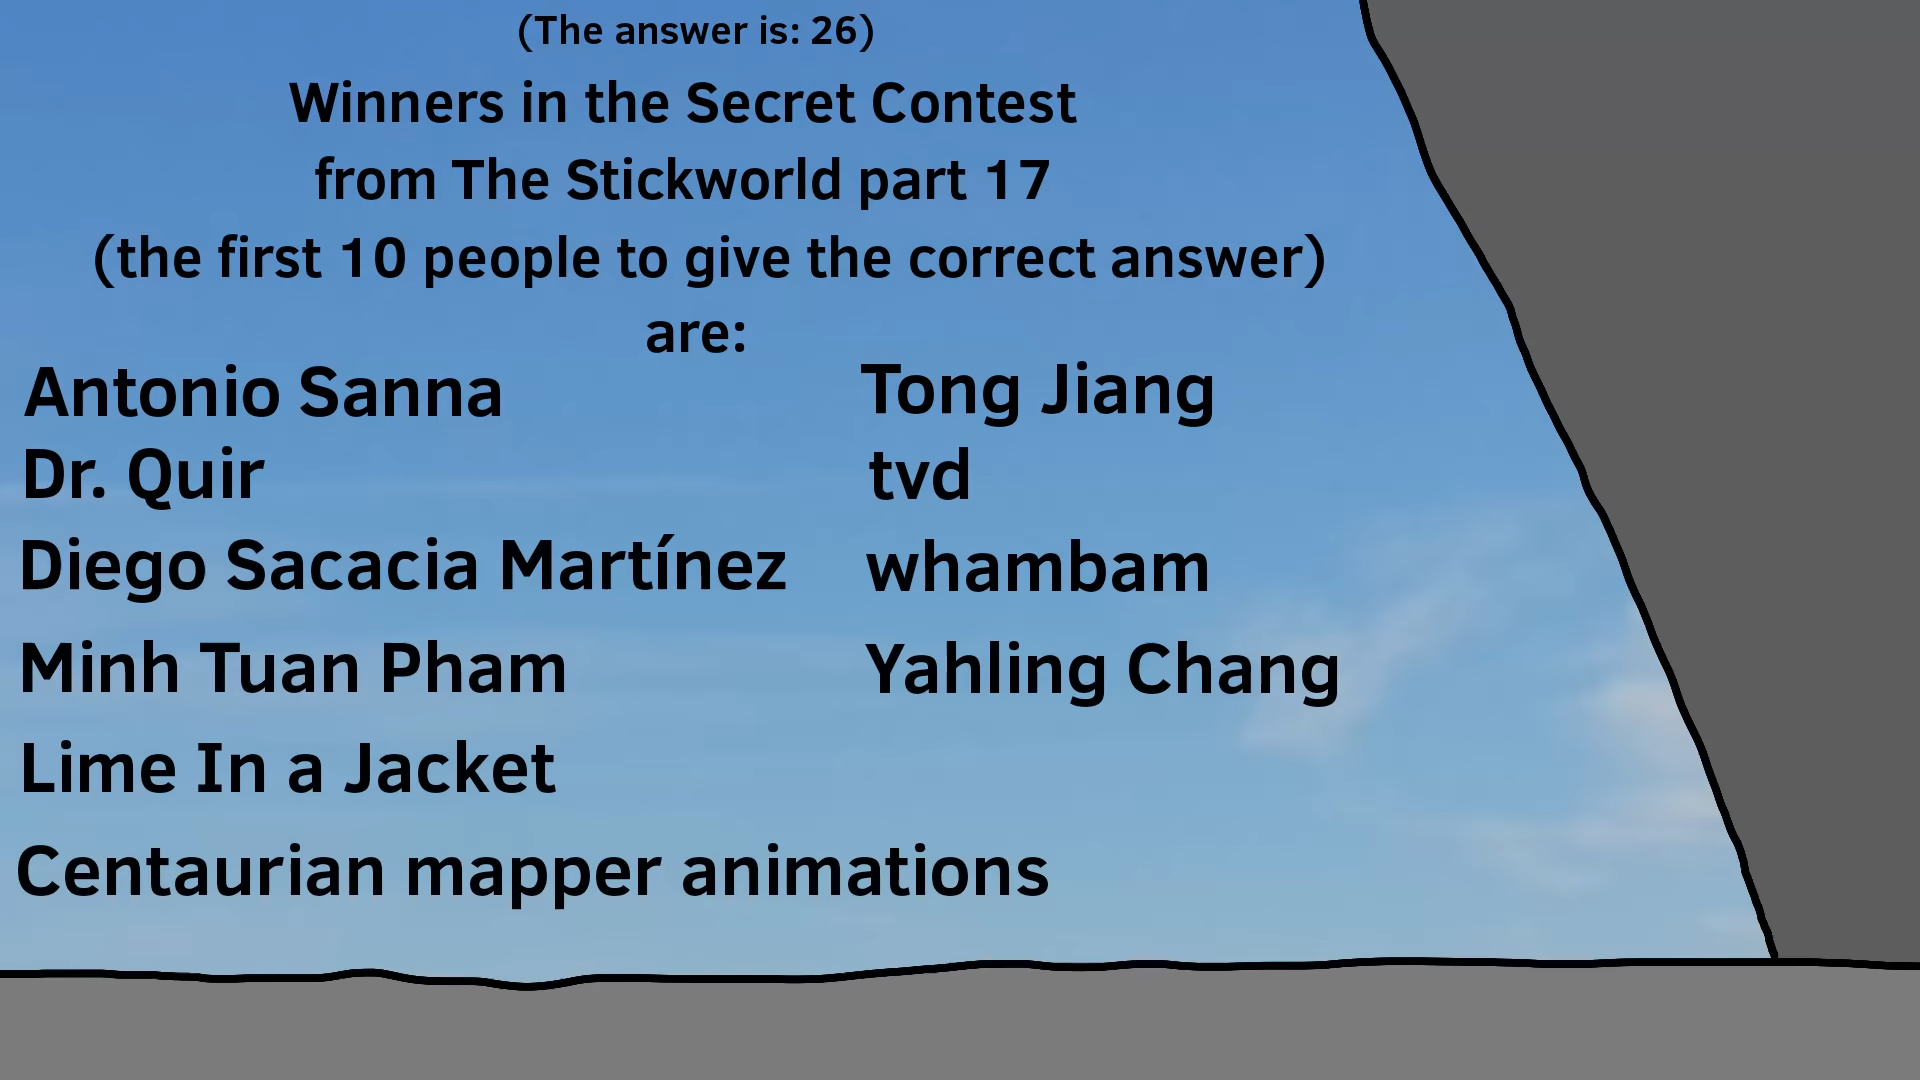 (The answer is: 26)
Winners in the Secret Contest
from The Stickworld part 17
(the first 10 people to give the correct answer)
are:
Antonio Sanna
Dr. Quir
Diego Sacacia Martínez
Minh Tuan Pham
Lime In a Jacket
Centaurian mapper animations
Tong Jiang
tvd
whambam
Yahling Chang